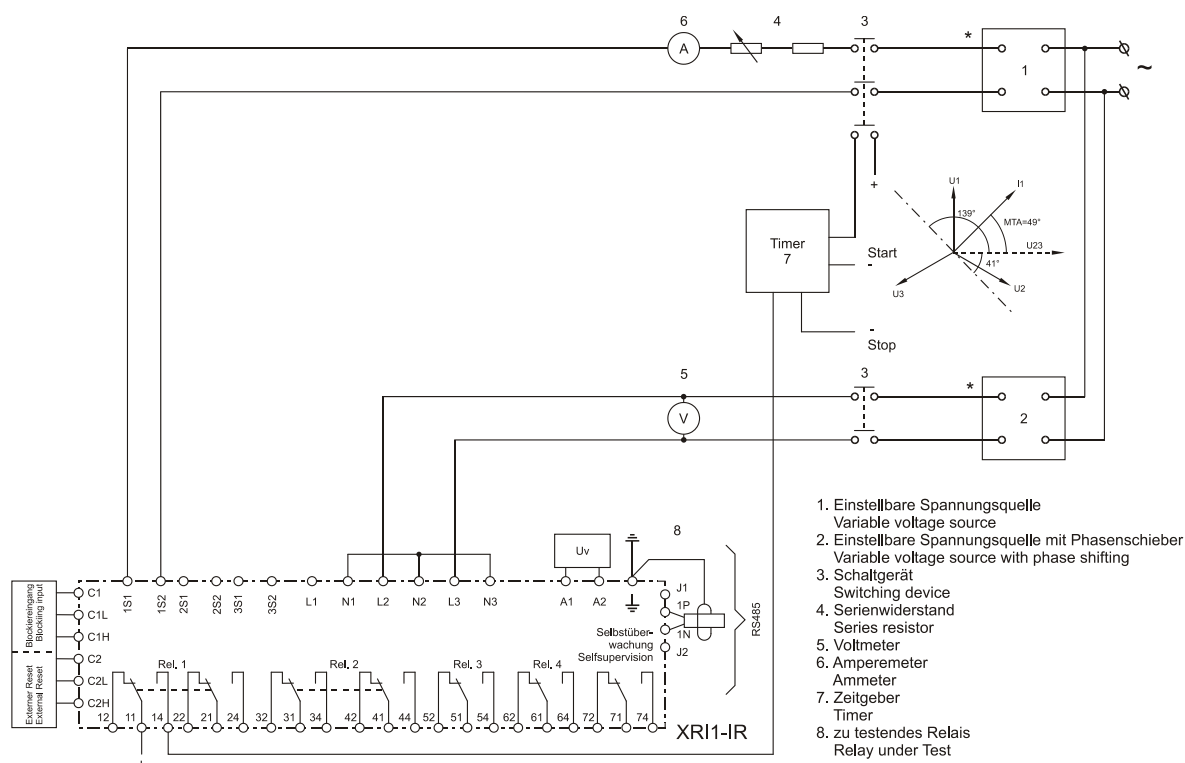 6 4 3
A
*
1
~
+
U1
I1
139°
MTA=49°
U23
41°
U3
U2
Timer
7
Start
-
-
Stop
5 3
V
*
2
1. Einstellbare Spannungsquelle
Variable voltage source
2. Einstellbare Spannungsquelle mit Phasenschieber
Variable voltage source with phase shifting
3. Schaltgerät
Switching device
4. Serienwiderstand
Series resistor
5. Voltmeter
6. Amperemeter
Ammeter
7. Zeitgeber
Timer
8. zu testendes Relais
Relay under Test
8
Uv
RS485
1S1 1S2 2S1 2S2 3S1 3S2 L1 N1 L2 N2 L3 N3 A1 A2
J1
1P
1N
J2
Selbstüber-
wachung
Selfsupervision
Blockiereingang
Blocking input
C1
C1L
C1H
Externer Reset
External Reset
C2
C2L
C2H
Rel. 1 Rel. 2 Rel. 3 Rel. 4
12 11 14 22 21 24 32 31 34 42 41 44 52 51 54 62 61 64 72 71 74
XRI1-IR